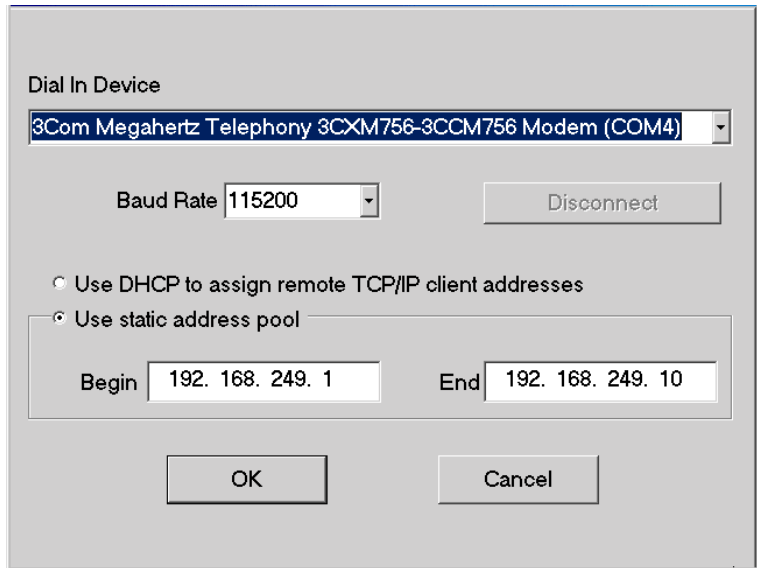 Dial In Device
3Com Megahertz Telephony 3CXM756-3CCM756 Modem (COM4)
Baud Rate 115200 Disconnect
Use DHCP to assign remote TCP/IP client addresses
Use static address pool
Begin 192. 168. 249. 1 End 192. 168. 249. 10
OK Cancel